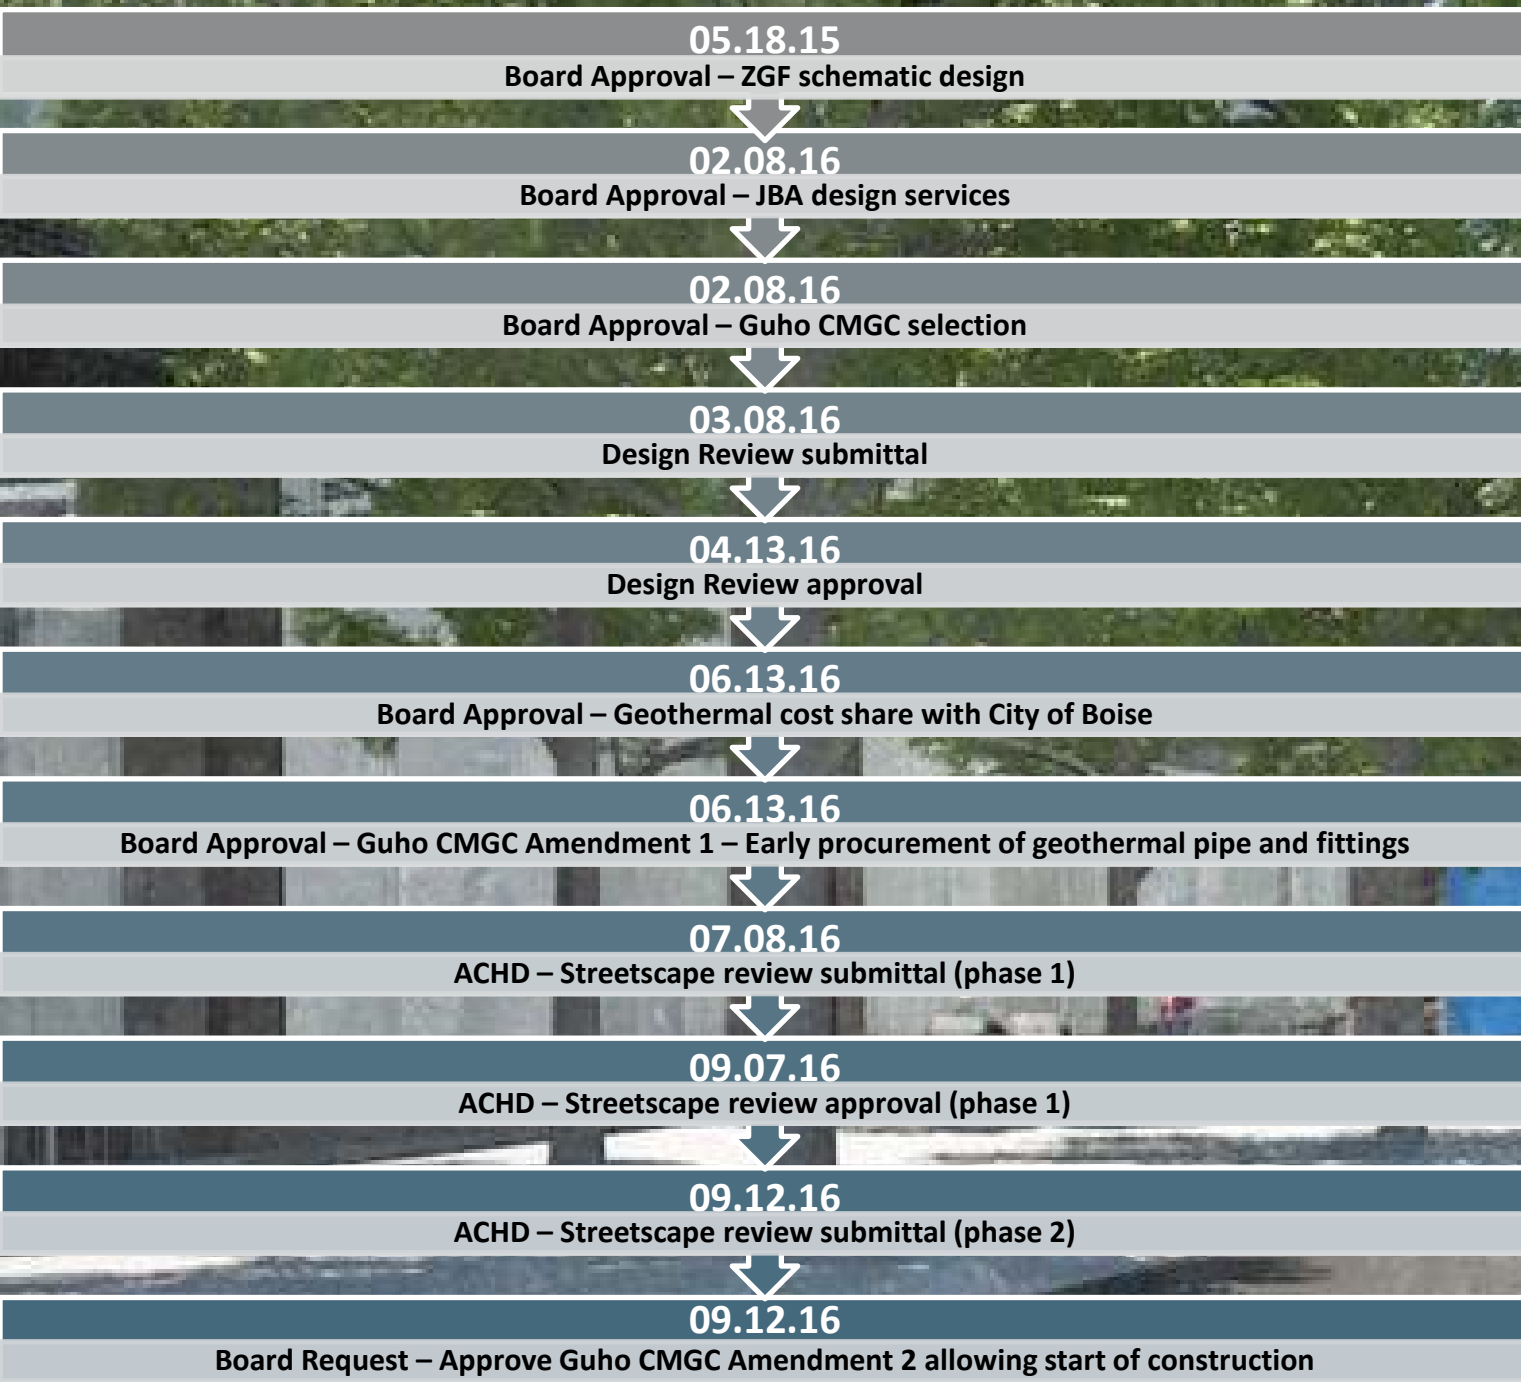 05.18.15
Board Approval – ZGF schematic design
02.08.16
Board Approval – JBA design services
02.08.16
Board Approval – Guho CMGC selection
03.08.16
Design Review submittal
04.13.16
Design Review approval
06.13.16
Board Approval – Geothermal cost share with City of Boise
06.13.16
Board Approval – Guho CMGC Amendment 1 – Early procurement of geothermal pipe and fittings
07.08.16
ACHD – Streetscape review submittal (phase 1)
09.07.16
ACHD – Streetscape review approval (phase 1)
09.12.16
ACHD – Streetscape review submittal (phase 2)
09.12.16
Board Request – Approve Guho CMGC Amendment 2 allowing start of construction